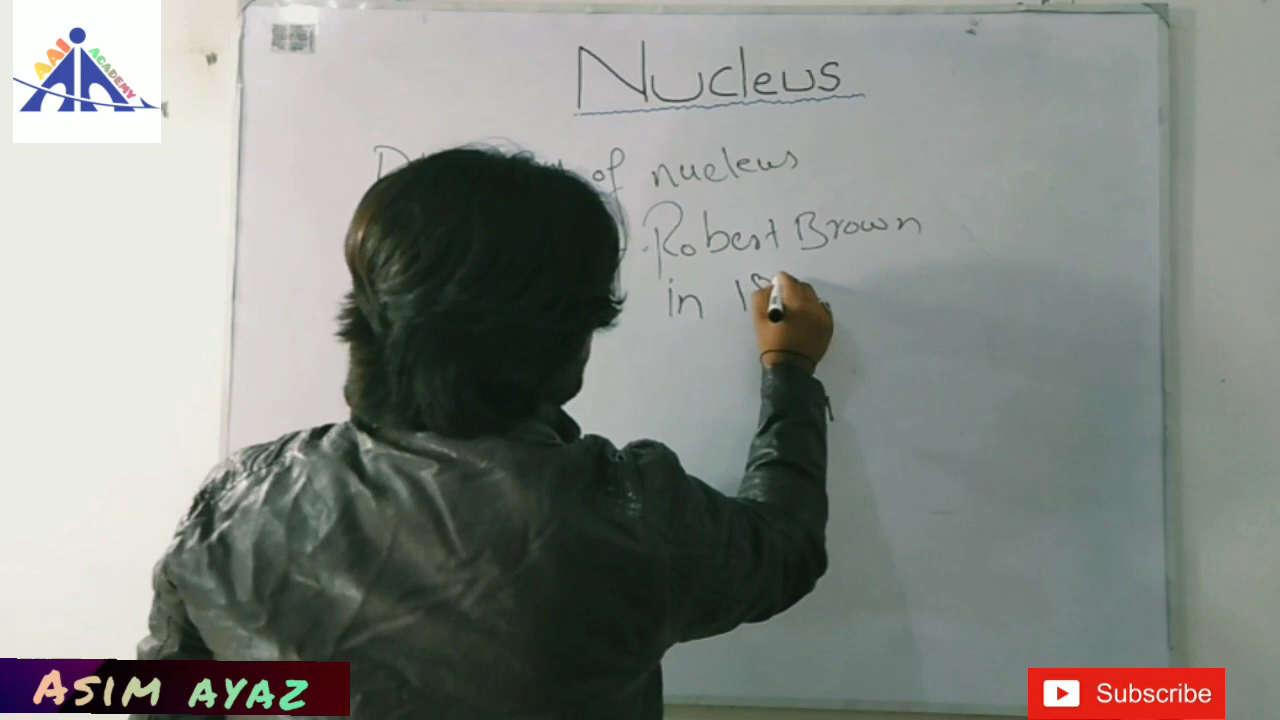 AAI ACADEMY
Nucleus
of nucleus
Robert Brown
in
ASIM AYAZ
Subscribe